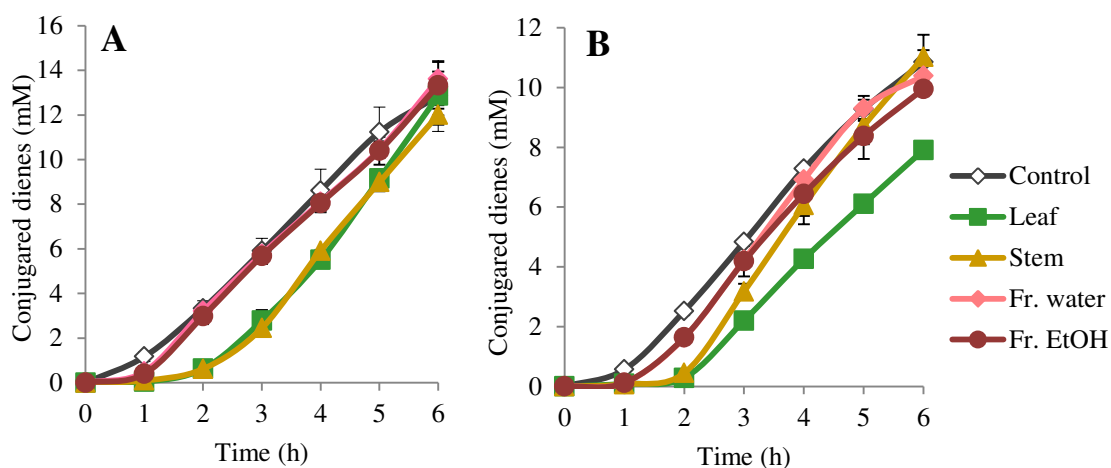 A
Conjugared dienes (mM)
16
14
12
10
8
6
4
2
0
0 1 2 3 4 5 6
Time (h)
B
Conjugared dienes (mM)
12
10
8
6
4
2
0
0 1 2 3 4 5 6
Time (h)
Control
Leaf
Stem
Fr. water
Fr. EtOH